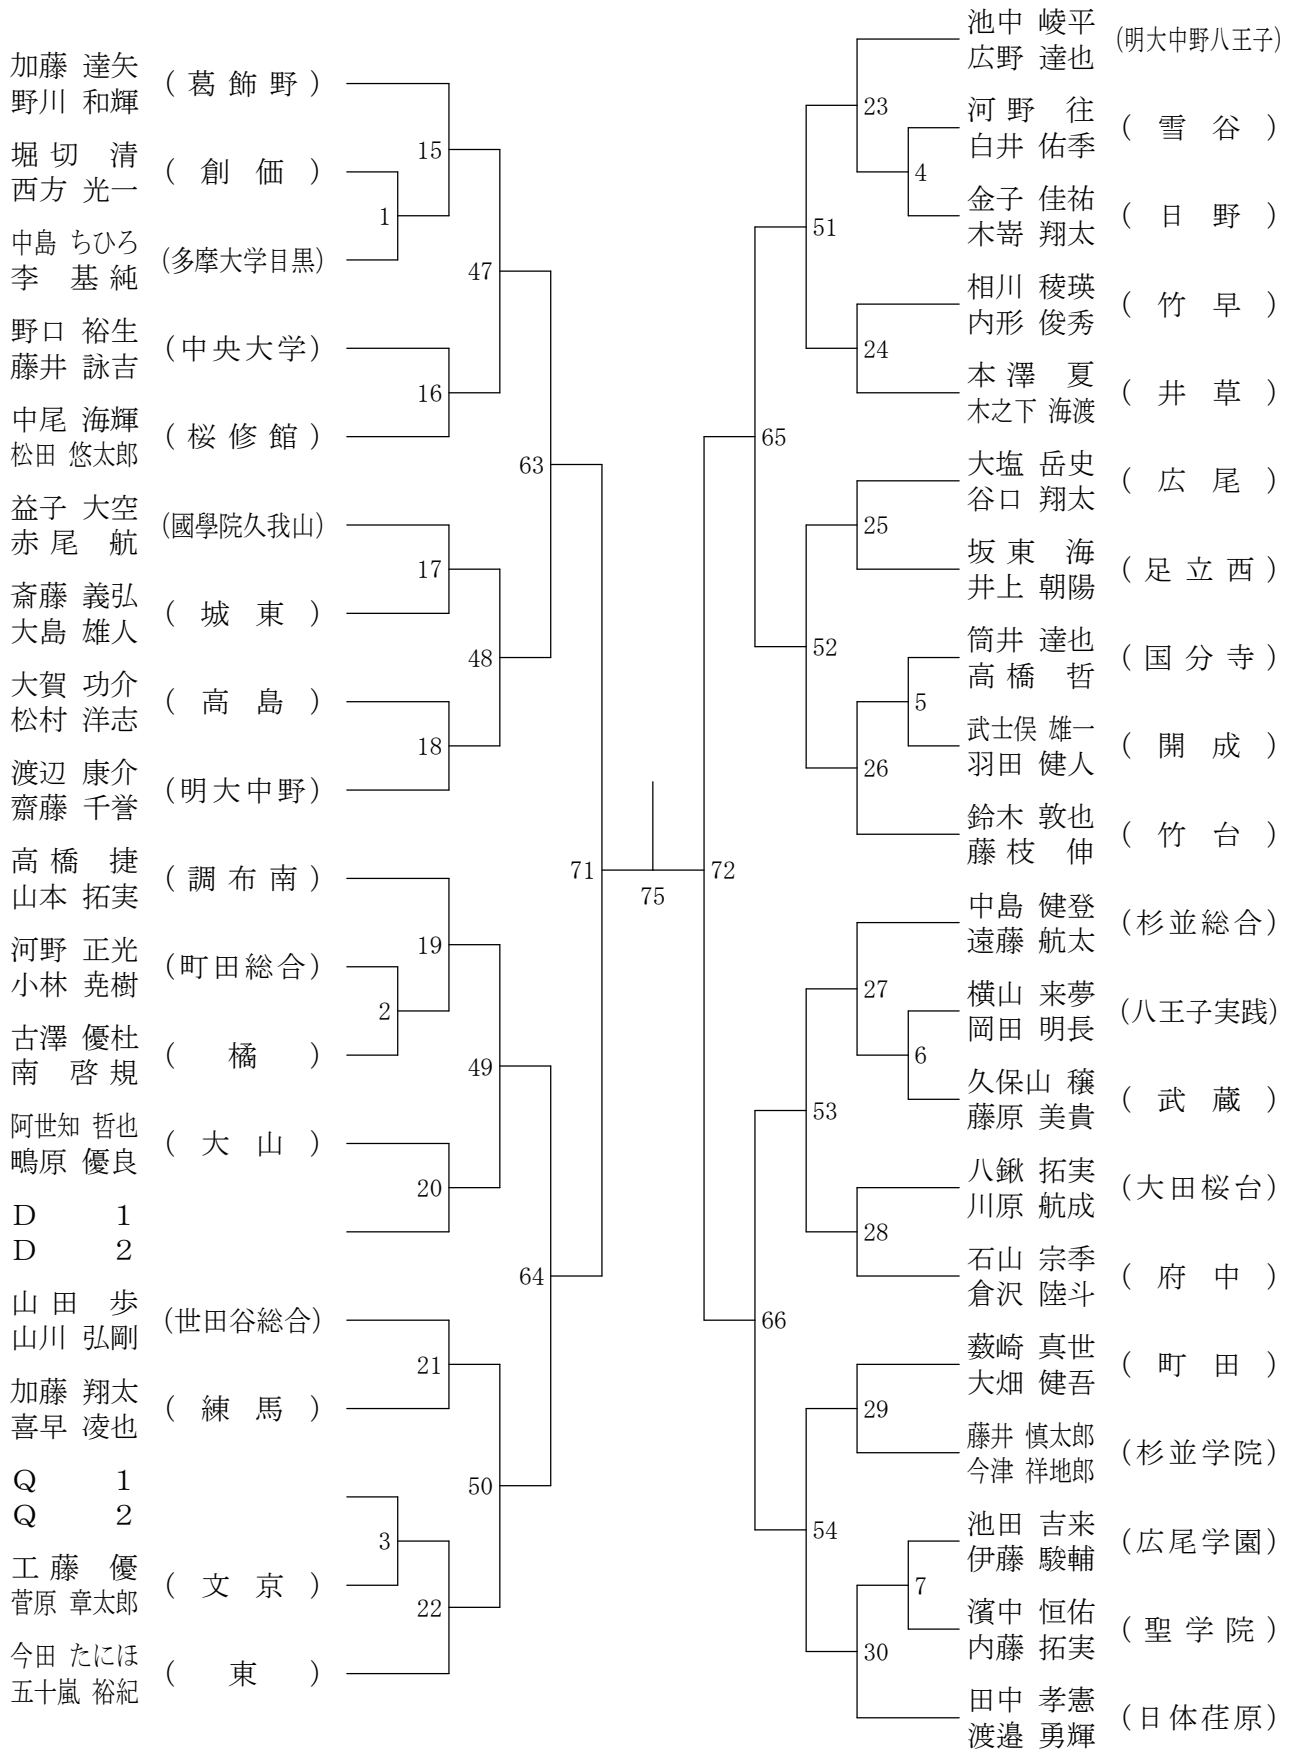 加藤 達矢
野川 和輝
(葛飾野)
堀切 清
西方 光一
(創価)
中島 ちひろ
李 基純
(多摩大学目黒)
野口 裕生
藤井 詠吉
(中央大学)
中尾 海輝
松田 悠太郎
(桜修館)
益子 大空
赤尾 航
(國學院久我山)
斎藤 義弘
大島 雄人
(城東)
大賀 功介
松村 洋志
(高島)
渡辺 康介
齋藤 千誉
(明大中野)
高橋 捷
山本 拓実
(調布南)
河野 正光
小林 尭樹
(町田総合)
古澤 優杜
南 啓規
(橘)
阿世知 哲也
鴫原 優良
(大山)
D 1
D 2
山田 歩
山川 弘剛
(世田谷総合)
加藤 翔太
喜早 凌也
(練馬)
Q 1
Q 2
工藤 優
菅原 章太郎
(文京)
今田 たにほ
五十嵐 裕紀
(東)
15
1
47
16
63
17
48
18
71
19
2
49
20
64
21
50
3
22
75
72
池中 崚平
広野 達也
(明大中野八王子)
河野 往
白井 佑季
(雪谷)
金子 佳祐
木嵜 翔太
(日野)
相川 稜瑛
内形 俊秀
(竹早)
本澤 夏
木之下 海渡
(井草)
大塩 岳史
谷口 翔太
(広尾)
坂東 海
井上 朝陽
(足立西)
筒井 達也
高橋 哲
(国分寺)
武士俣 雄一
羽田 健人
(開成)
鈴木 敦也
藤枝 伸
(竹台)
中島 健登
遠藤 航太
(杉並総合)
横山 来夢
岡田 明長
(八王子実践)
久保山 穣
藤原 美貴
(武蔵)
八鍬 拓実
川原 航成
(大田桜台)
石山 宗季
倉沢 陸斗
(府中)
薮崎 真世
大畑 健吾
(町田)
藤井 慎太郎
今津 祥地郎
(杉並学院)
池田 吉来
伊藤 駿輔
(広尾学園)
濱中 恒佑
内藤 拓実
(聖学院)
田中 孝憲
渡邉 勇輝
(日体荏原)
23
4
51
24
65
25
52
5
26
27
6
53
28
66
29
54
7
30